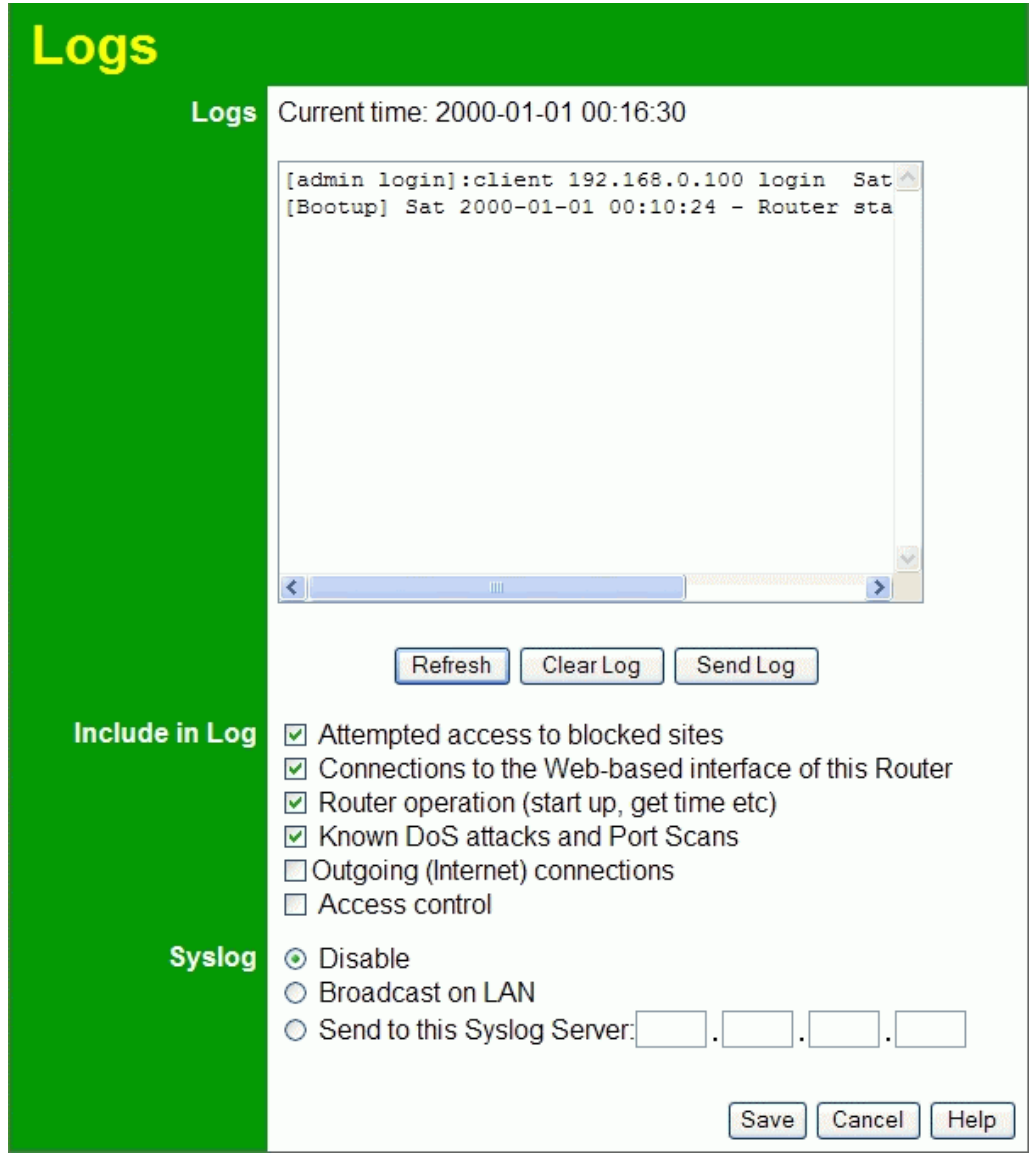 Logs
Logs Current time: 2000-01-01 00:16:30
[admin login]:client 192.168.0.100 login  Sat
[Bootup] Sat 2000-01-01 00:10:24 - Router sta
Refresh Clear Log Send Log
Include in Log Attempted access to blocked sites
Connections to the Web-based interface of this Router
Router operation (start up, get time etc)
Known DoS attacks and Port Scans
Outgoing (Internet) connections
Access control
Syslog Disable
Broadcast on LAN
Send to this Syslog Server: . . .
Save Cancel Help